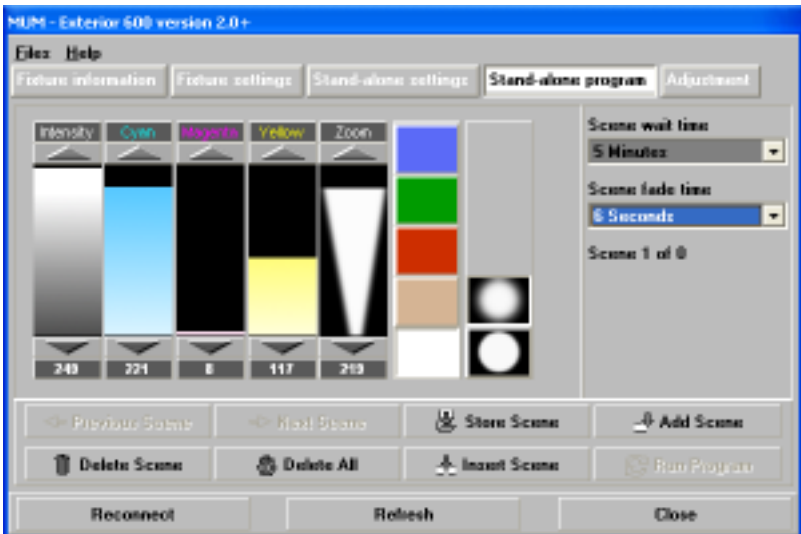 MUM - Exterior 600 version 2.0+
Files Help
Fixture information Fixture settings Stand-alone settings Stand-alone program Adjustment
Intensity Cyan Magenta Yellow Zoom
Scene wait time
5 Minutes
Scene fade time
6 Seconds
Scene 1 of 0
249 221 8 117 219
Previous Scene Next Scene Store Scene Add Scene
Delete Scene Delete All Insert Scene Run Program
Reconnect Refresh Close